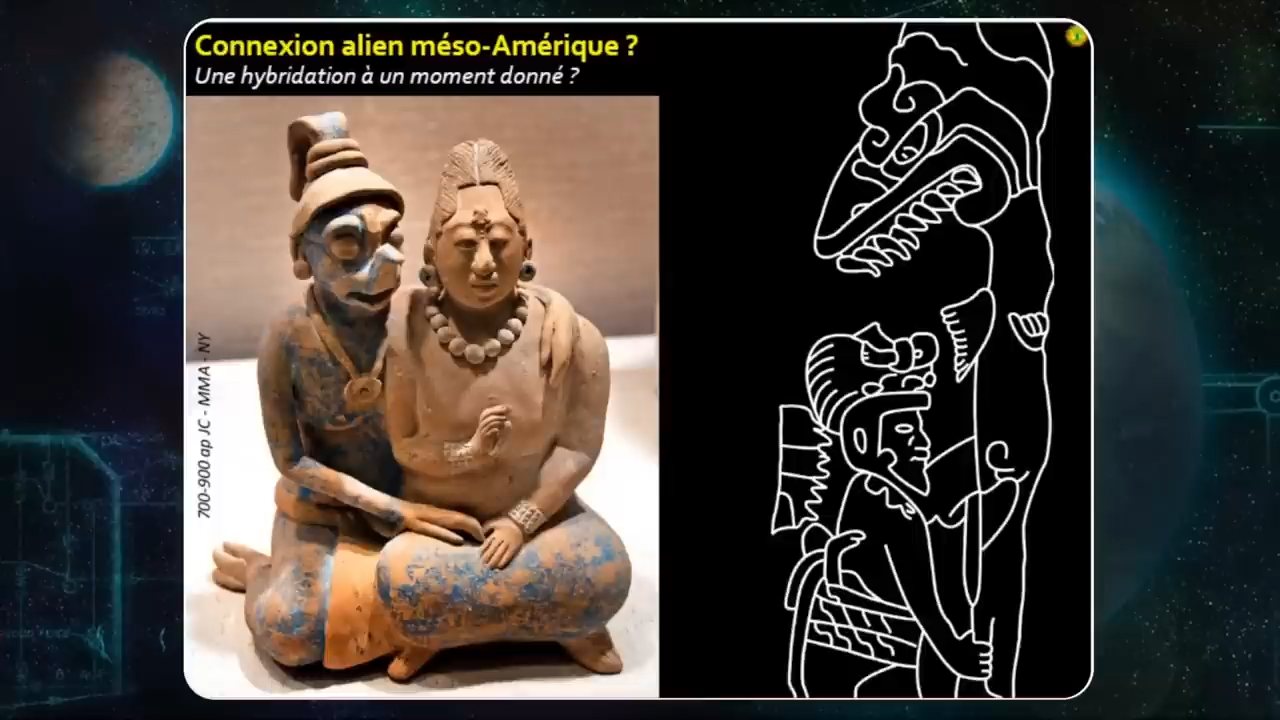 Connexion alien méso-Amérique ?
Une hybridation à un moment donné ?
700-900 ap JC - MMA - NY